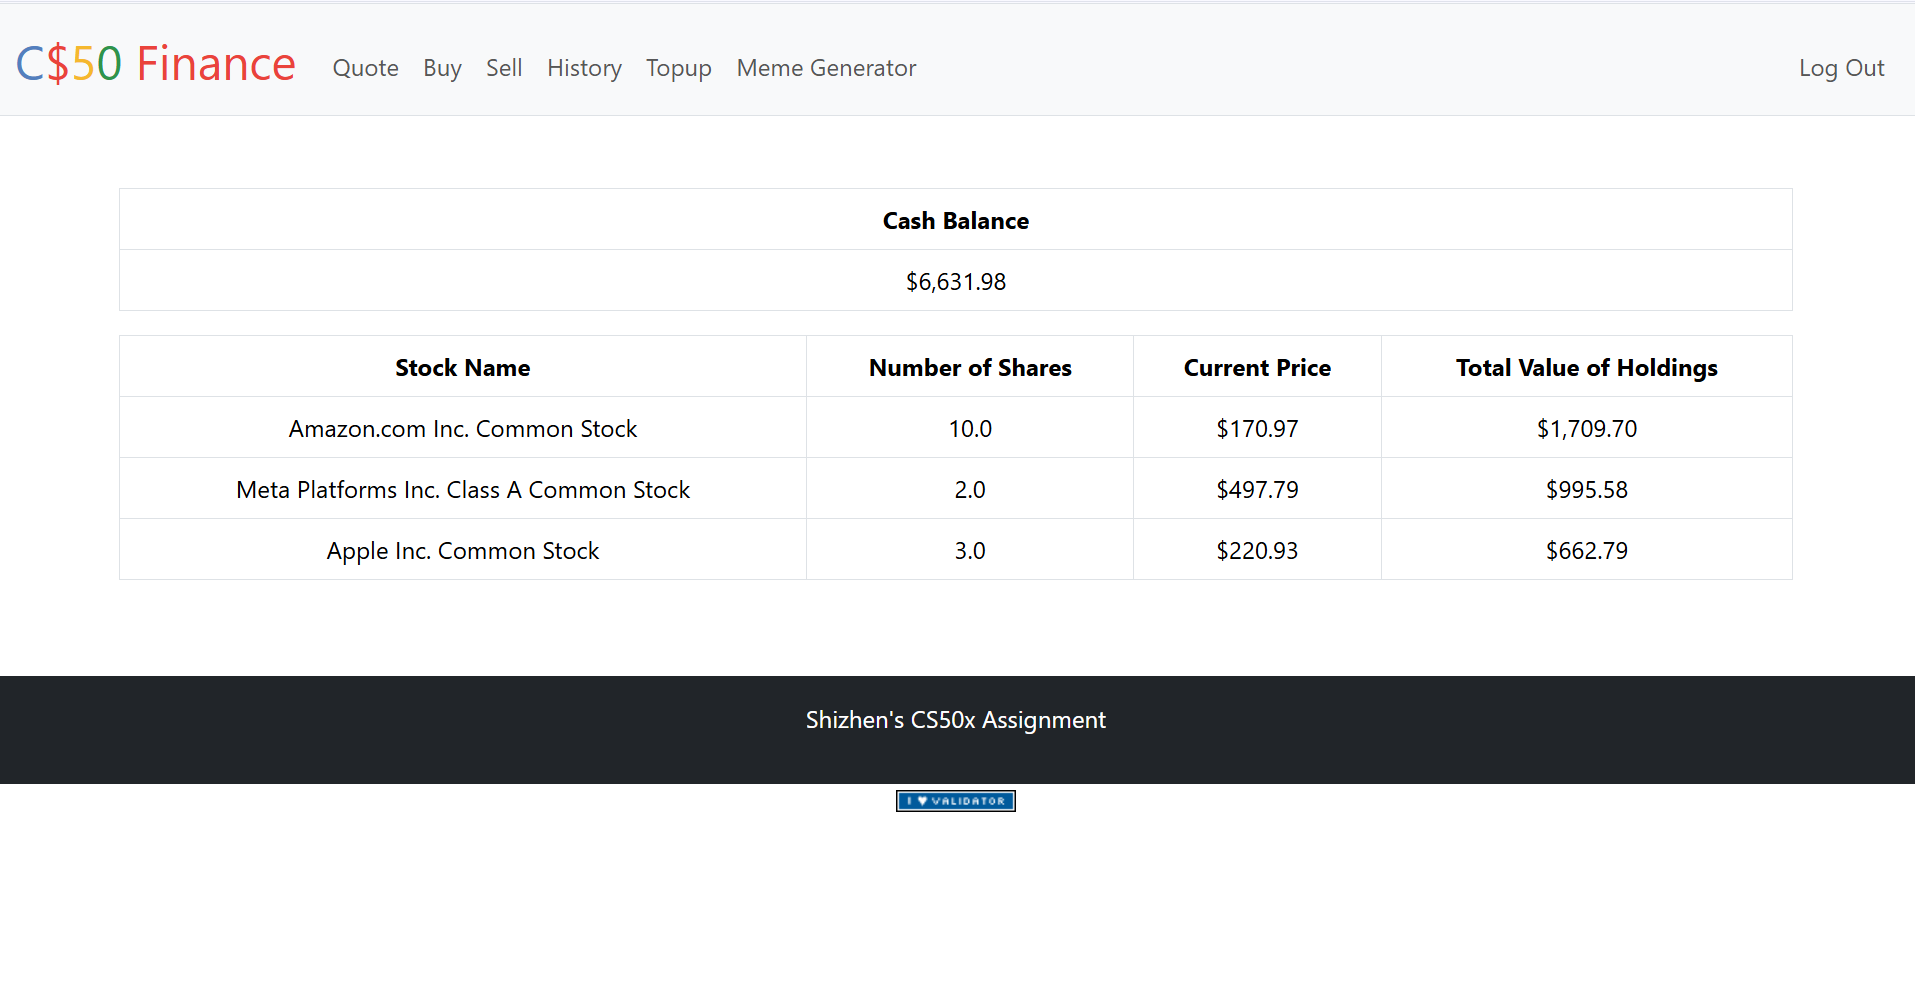 C$50 Finance Quote Buy Sell History Topup Meme Generator Log Out
Cash Balance
$6,631.98
Stock Name Number of Shares Current Price Total Value of Holdings
Amazon.com Inc. Common Stock 10.0 $170.97 $1,709.70
Meta Platforms Inc. Class A Common Stock 2.0 $497.79 $995.58
Apple Inc. Common Stock 3.0 $220.93 $662.79
Shizhen's CS50x Assignment
I ♥ VALIDATOR